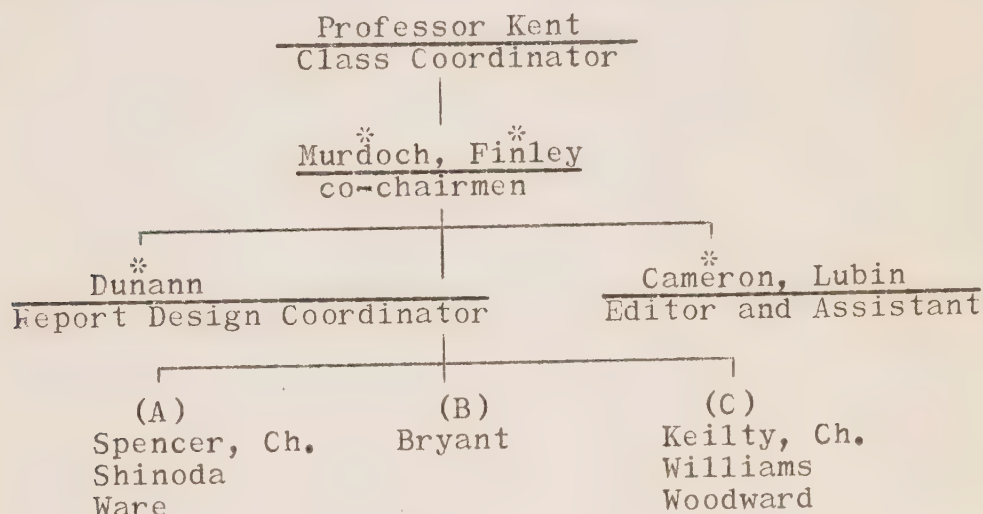 Professor Kent
Class Coordinator
* *
Murdoch, Finley
co-chairmen
*
Dunann
Report Design Coordinator
*
Cameron, Lubin
Editor and Assistant
(A)
Spencer, Ch.
Shinoda
Ware
(B)
Bryant
(C)
Keilty, Ch.
Williams
Woodward